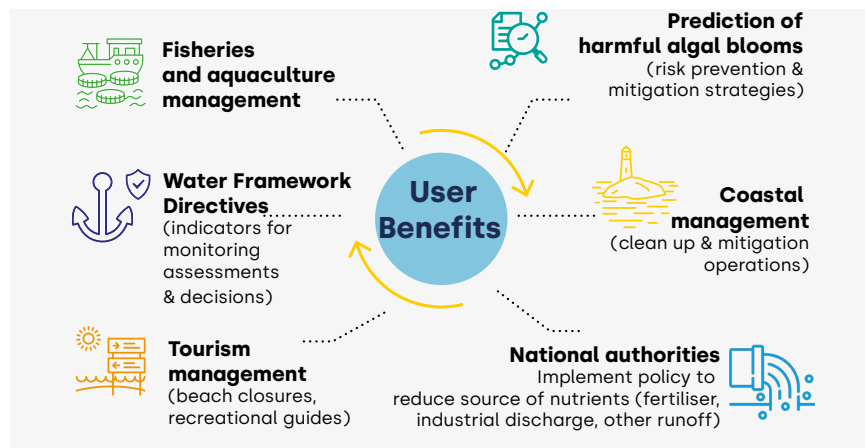 Fisheries
and aquaculture
management
Prediction of
harmful algal blooms
(risk prevention &
mitigation strategies)
User
Benefits
Water Framework
Directives
(indicators for
monitoring
assessments
& decisions)
Coastal
management
(clean up & mitigation
operations)
Tourism
management
(beach closures,
recreational guides)
National authorities
Implement policy to
reduce source of nutrients (fertiliser,
industrial discharge, other runoff)